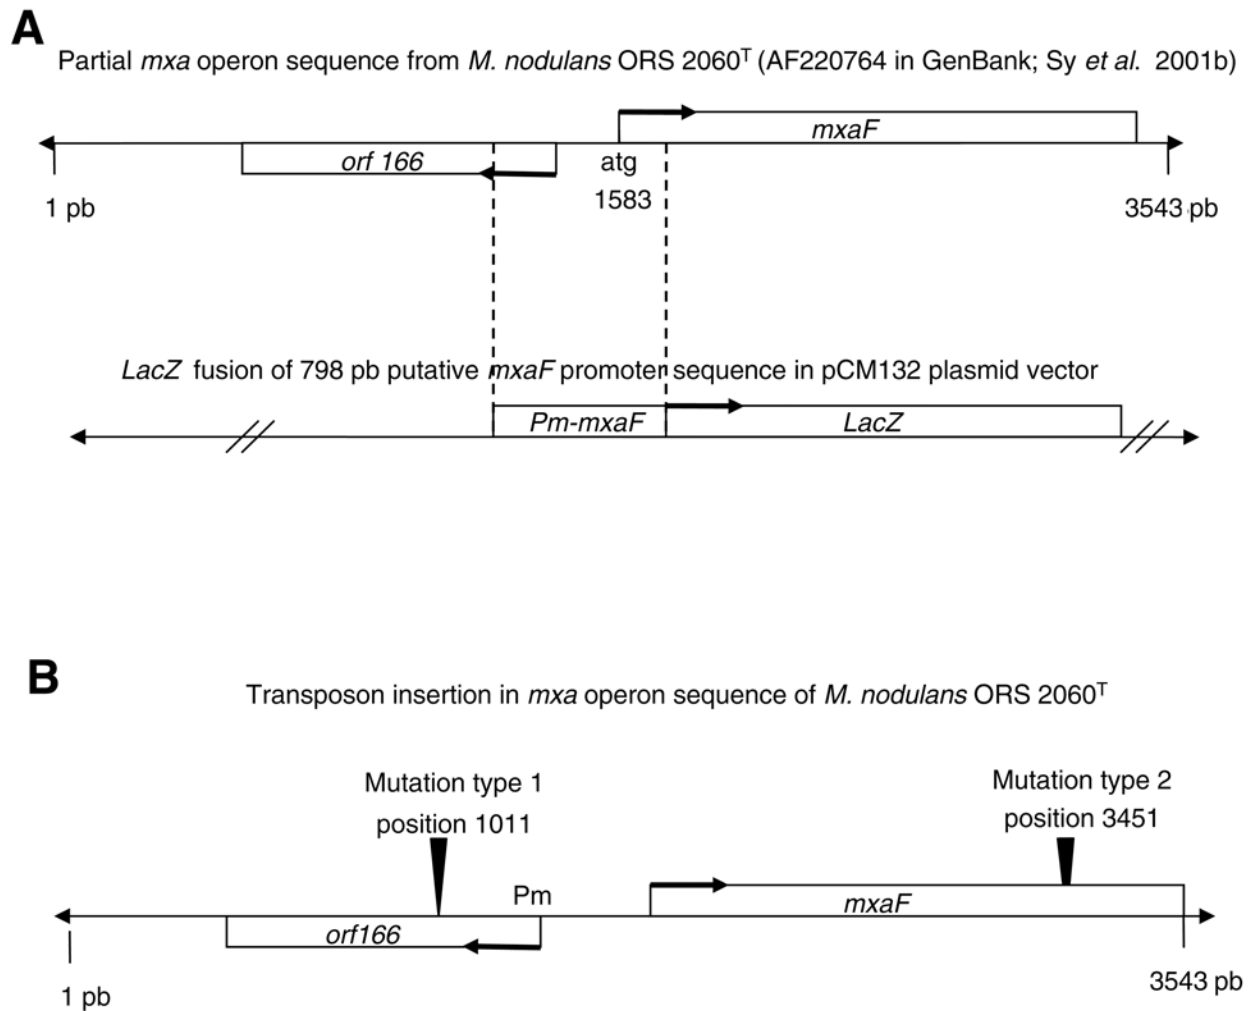 A
Partial mxa operon sequence from M. nodulans ORS 2060T (AF220764 in GenBank; Sy et al. 2001b)
mxaF
orf 166
atg
1583
1 pb
3543 pb
LacZ fusion of 798 pb putative mxaF promoter sequence in pCM132 plasmid vector
Pm-mxaF
LacZ
B
Transposon insertion in mxa operon sequence of M. nodulans ORS 2060T
Mutation type 1
position 1011
Mutation type 2
position 3451
Pm
mxaF
orf166
1 pb
3543 pb